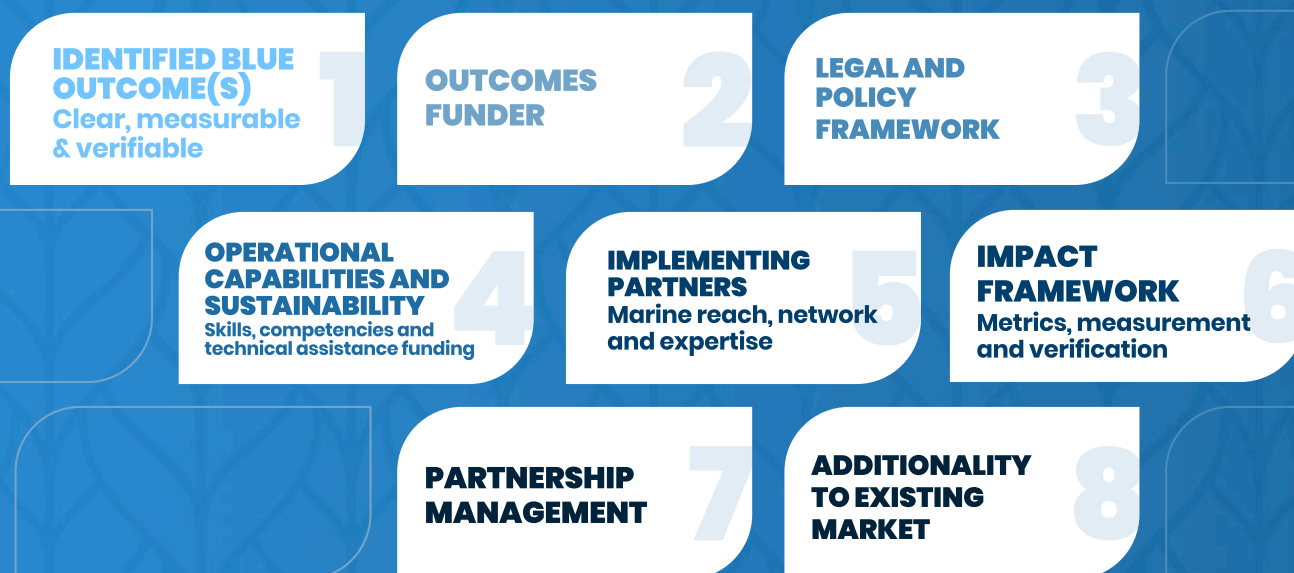 IDENTIFIED BLUE
OUTCOME(S)
Clear, measurable
& verifiable
1
OUTCOMES
FUNDER
2
LEGAL AND
POLICY
FRAMEWORK
3
OPERATIONAL
CAPABILITIES AND
SUSTAINABILITY
Skills, competencies and
technical assistance funding
4
IMPLEMENTING
PARTNERS
Marine reach, network
and expertise
5
IMPACT
FRAMEWORK
Metrics, measurement
and verification
6
PARTNERSHIP
MANAGEMENT
7
ADDITIONALITY
TO EXISTING
MARKET
8